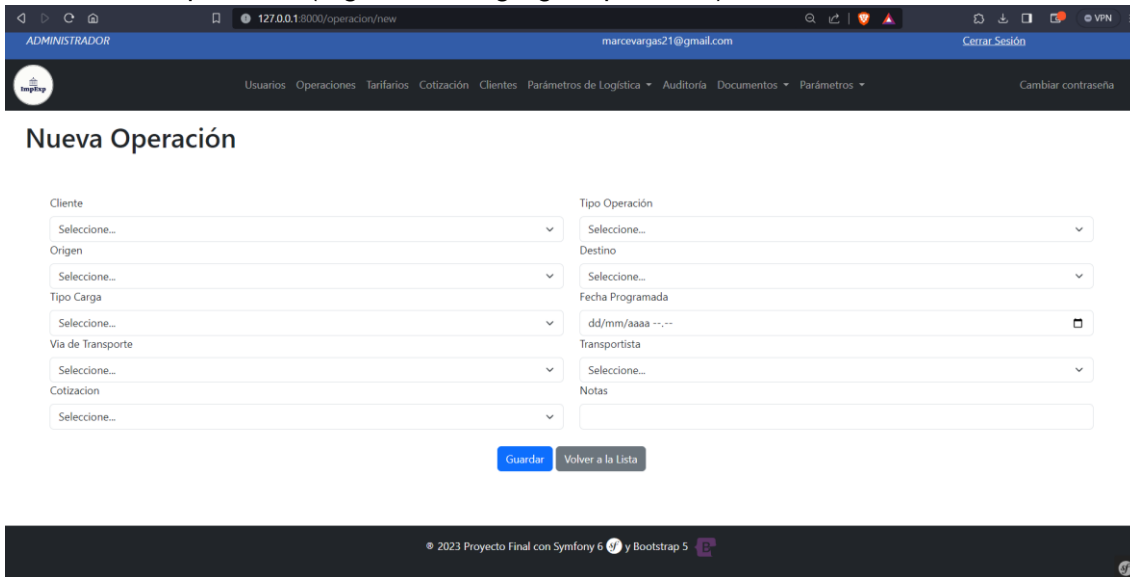 127.0.0.1:8000/operacion/new
VPN
ADMINISTRADOR marcevargas21@gmail.com Cerrar Sesión
ImpExp
Usuarios Operaciones Tarifarios Cotización Clientes Parámetros de Logística Auditoría Documentos Parámetros Cambiar contraseña
Nueva Operación
Cliente Tipo Operación
Seleccione... Seleccione...
Origen Destino
Seleccione... Seleccione...
Tipo Carga Fecha Programada
Seleccione... dd/mm/aaaa --,--
Via de Transporte Transportista
Seleccione... Seleccione...
Cotizacion Notas
Seleccione...
Guardar Volver a la Lista
® 2023 Proyecto Final con Symfony 6 sf y Bootstrap 5 B
sf